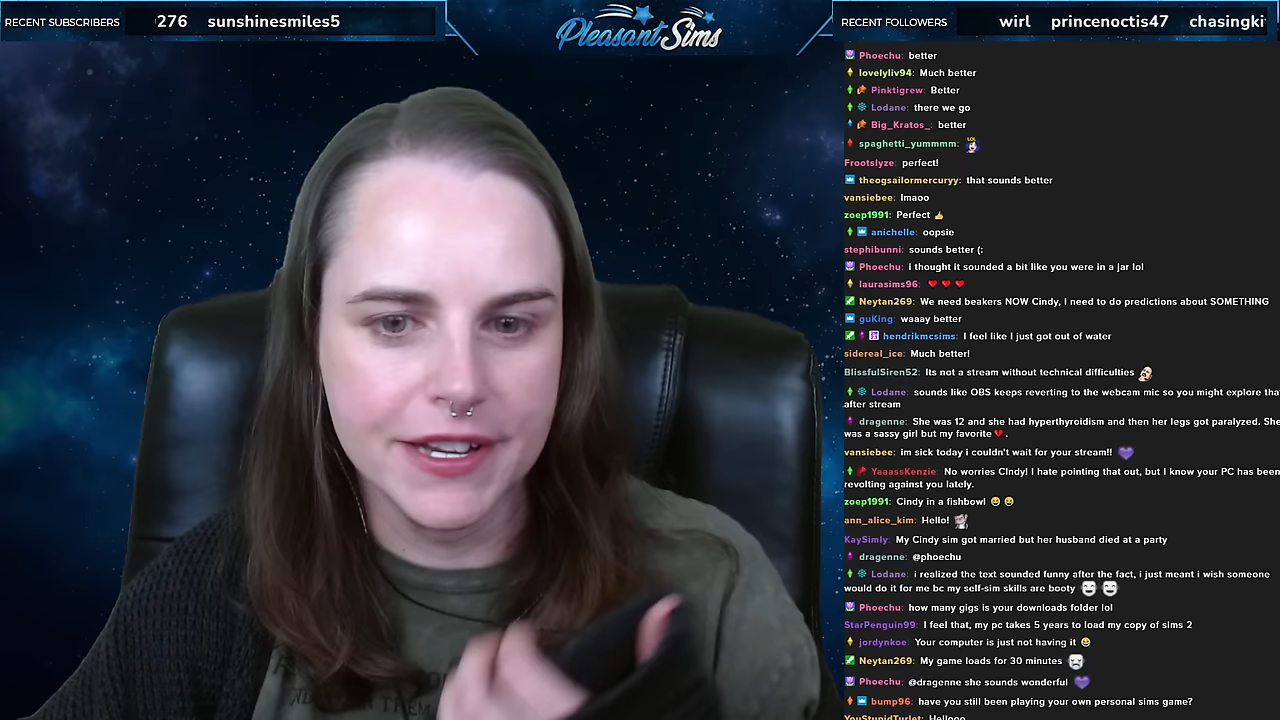 RECENT SUBSCRIBERS
276 sunshinesmiles5
PleasantSims
RECENT FOLLOWERS
wirl princenoctis47 chasingki
Phoechu: better
lovelyliv94: Much better
Pinktigrew: Better
Lodane: there we go
Big_Kratos_: better
spaghetti_yummmm: LOL
Frootslyze: perfect!
theogsailormercuryy: that sounds better
vansiebee: lmaoo
zoep1991: Perfect 👍
anichelle: oopsie
stephibunni: sounds better (:
Phoechu: i thought it sounded a bit like you were in a jar lol
laurasims96: ♥ ♥ ♥
Neytan269: We need beakers NOW Cindy, I need to do predictions about SOMETHING
guKing: waaay better
hendrikmcsims: I feel like I just got out of water
sidereal_ice: Much better!
BlissfulSiren52: Its not a stream without technical difficulties
Lodane: sounds like OBS keeps reverting to the webcam mic so you might explore tha
after stream
dragenne: She was 12 and she had hyperthyroidism and then her legs got paralyzed. She
was a sassy girl but my favorite ♥ .
vansiebee: im sick today i couldn't wait for your stream!! 💜
YaaassKenzie: No worries CIndy! I hate pointing that out, but I know your PC has been
revolting against you lately.
zoep1991: Cindy in a fishbowl 😂 😂
ann_alice_kim: Hello!
KaySimly: My Cindy sim got married but her husband died at a party
dragenne: @phoechu
Lodane: i realized the text sounded funny after the fact, i just meant i wish someone
would do it for me bc my self-sim skills are booty
Phoechu: how many gigs is your downloads folder lol
StarPenguin99: I feel that, my pc takes 5 years to load my copy of sims 2
jordynkoe: Your computer is just not having it 😂
Neytan269: My game loads for 30 minutes
Phoechu: @dragenne she sounds wonderful 💜
bump96: have you still been playing your own personal sims game?
YouStupidTurlet: Hellooo